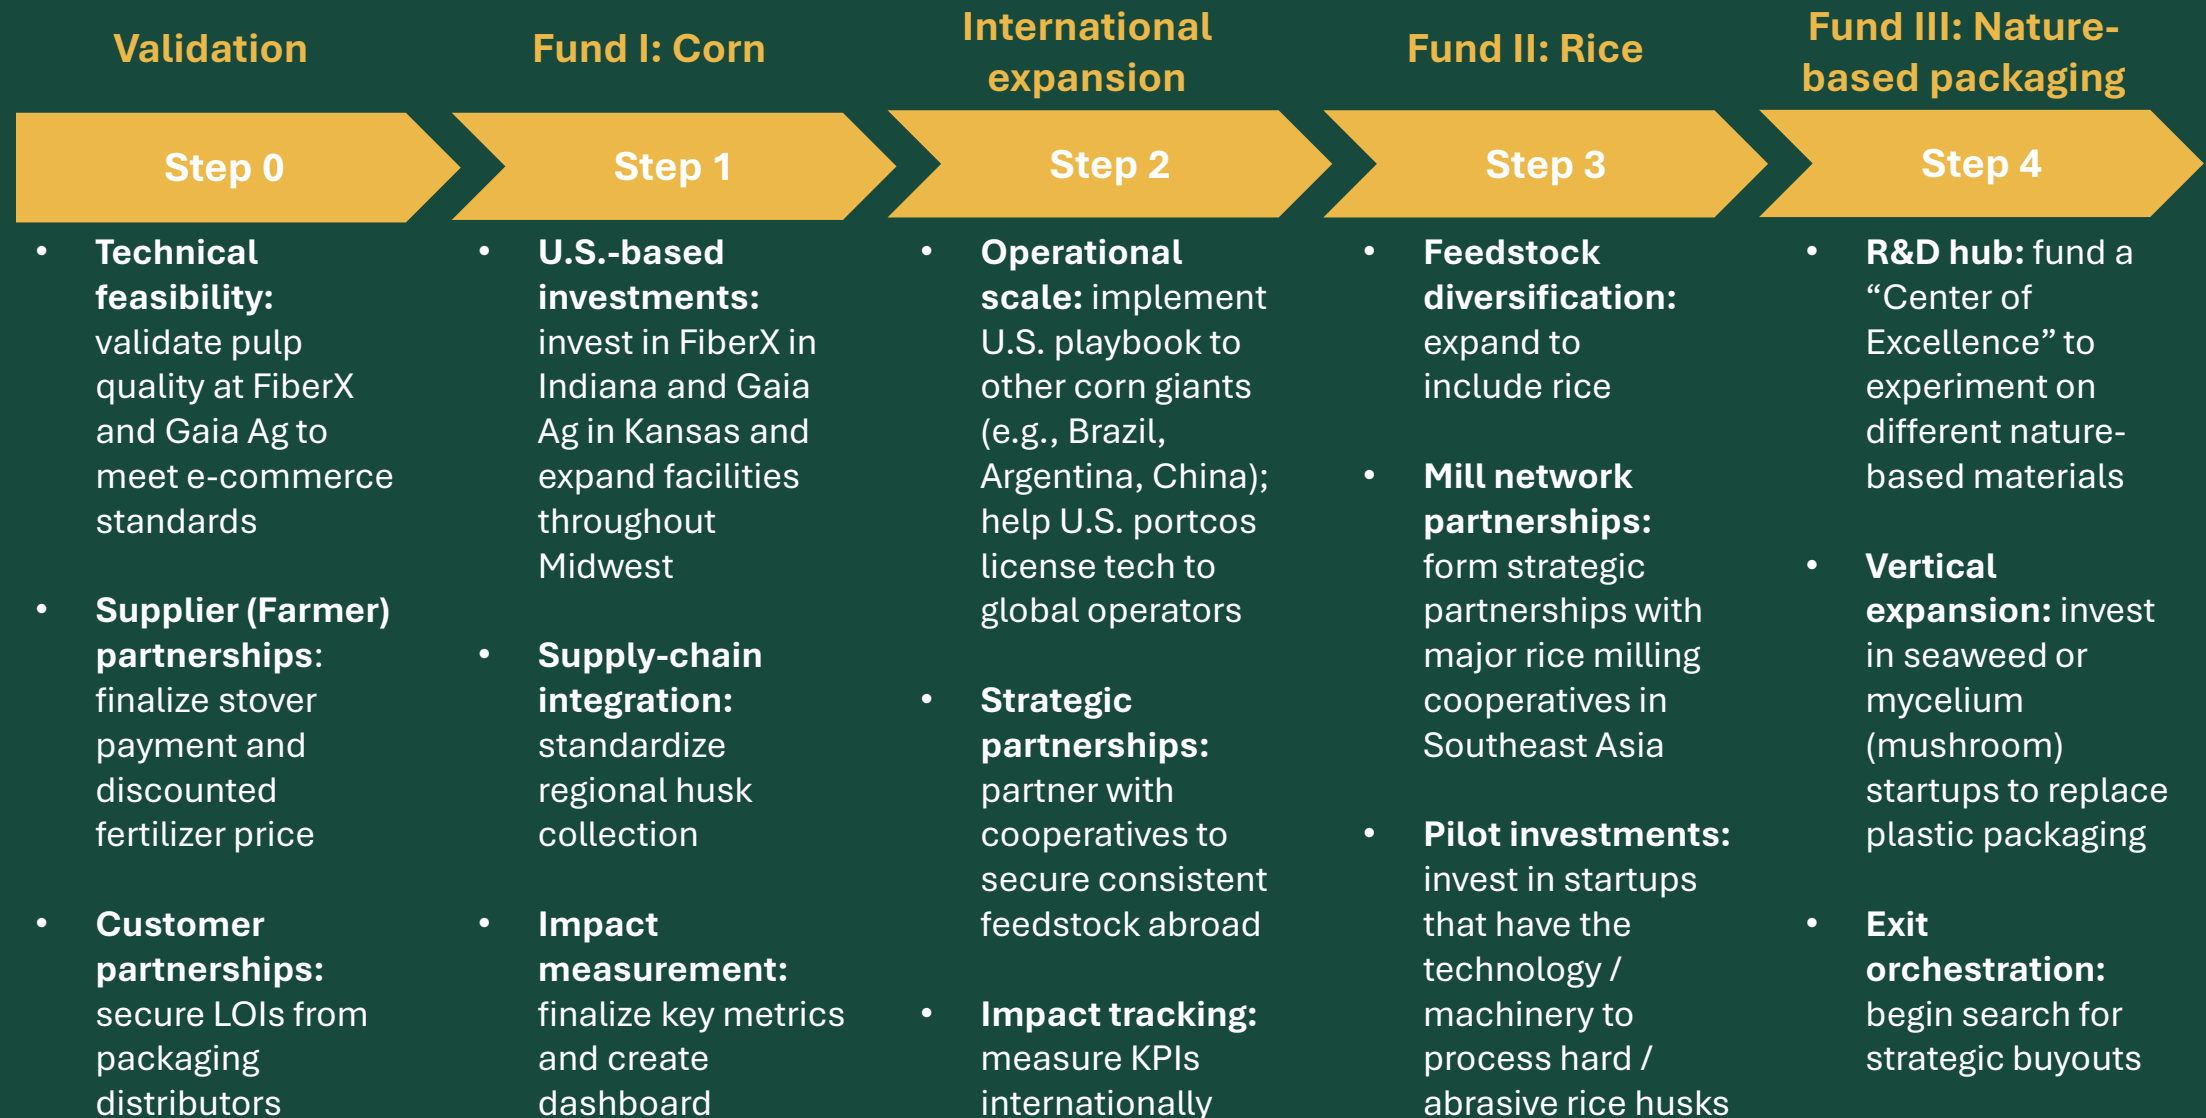 Validation
Fund I: Corn
International
expansion
Fund II: Rice
Fund III: Nature-
based packaging
Step 0
Step 1
Step 2
Step 3
Step 4
• Technical
feasibility:
validate pulp
quality at FiberX
and Gaia Ag to
meet e-commerce
standards
• Supplier (Farmer)
partnerships:
finalize stover
payment and
discounted
fertilizer price
• Customer
partnerships:
secure LOIs from
packaging
distributors
• U.S.-based
investments:
invest in FiberX in
Indiana and Gaia
Ag in Kansas and
expand facilities
throughout
Midwest
• Supply-chain
integration:
standardize
regional husk
collection
• Impact
measurement:
finalize key metrics
and create
dashboard
• Operational
scale: implement
U.S. playbook to
other corn giants
(e.g., Brazil,
Argentina, China);
help U.S. portcos
license tech to
global operators
• Strategic
partnerships:
partner with
cooperatives to
secure consistent
feedstock abroad
• Impact tracking:
measure KPIs
internationally
• Feedstock
diversification:
expand to
include rice
• Mill network
partnerships:
form strategic
partnerships with
major rice milling
cooperatives in
Southeast Asia
• Pilot investments:
invest in startups
that have the
technology /
machinery to
process hard /
abrasive rice husks
• R&D hub: fund a
“Center of
Excellence” to
experiment on
different nature-
based materials
• Vertical
expansion: invest
in seaweed or
mycelium
(mushroom)
startups to replace
plastic packaging
• Exit
orchestration:
begin search for
strategic buyouts